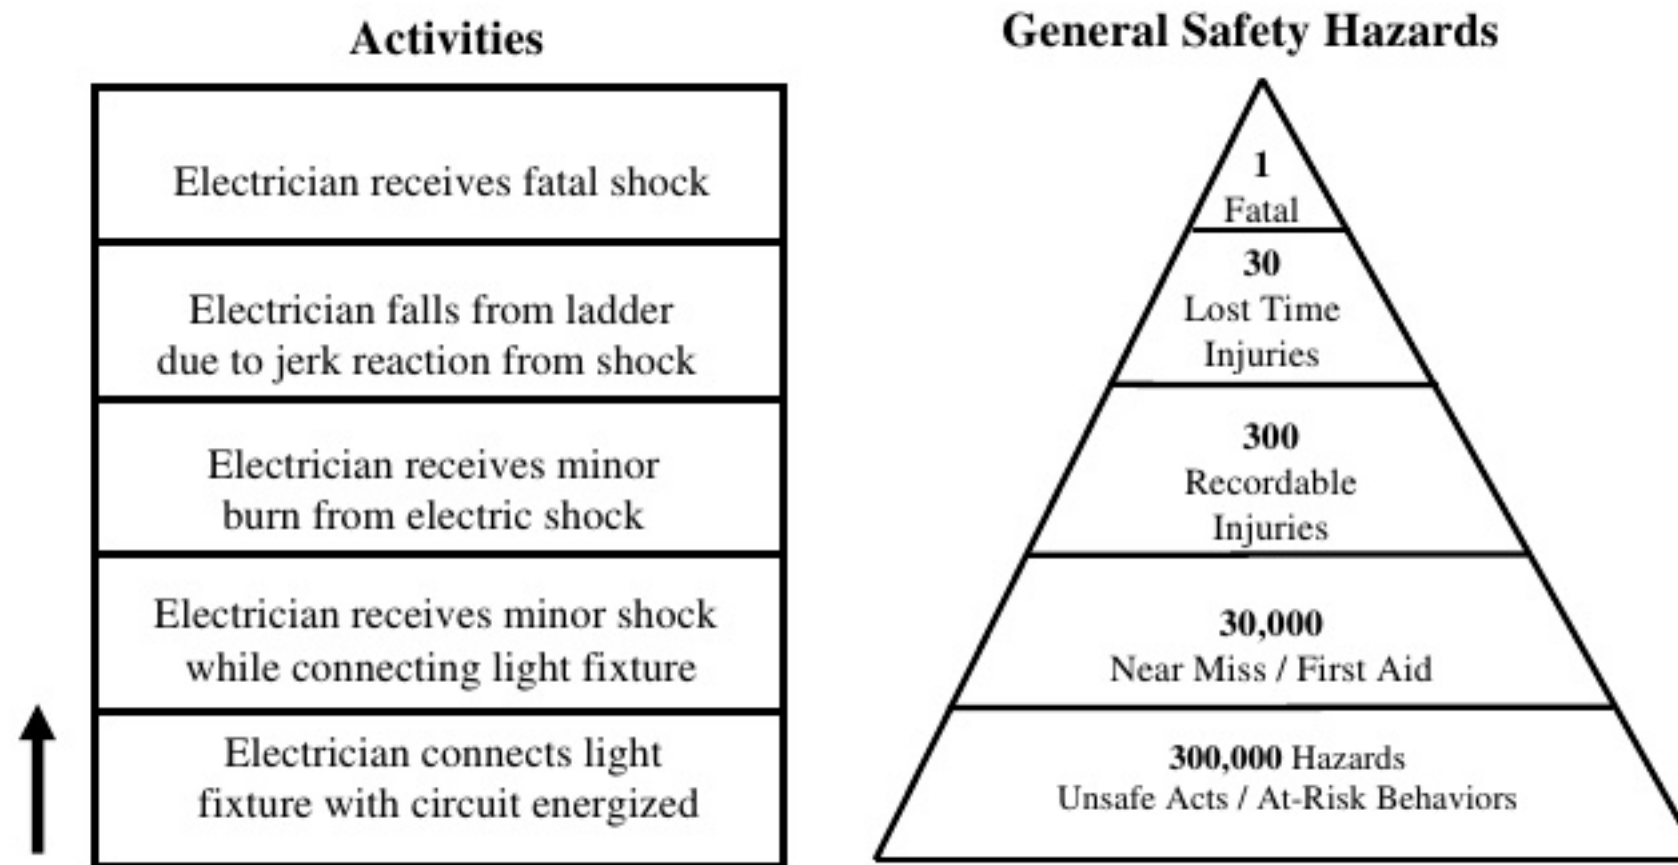 Activities
Electrician receives fatal shock
Electrician falls from ladder
due to jerk reaction from shock
Electrician receives minor
burn from electric shock
Electrician receives minor shock
while connecting light fixture
Electrician connects light
fixture with circuit energized
General Safety Hazards
1
Fatal
30
Lost Time
Injuries
300
Recordable
Injuries
30,000
Near Miss / First Aid
300,000 Hazards
Unsafe Acts / At-Risk Behaviors